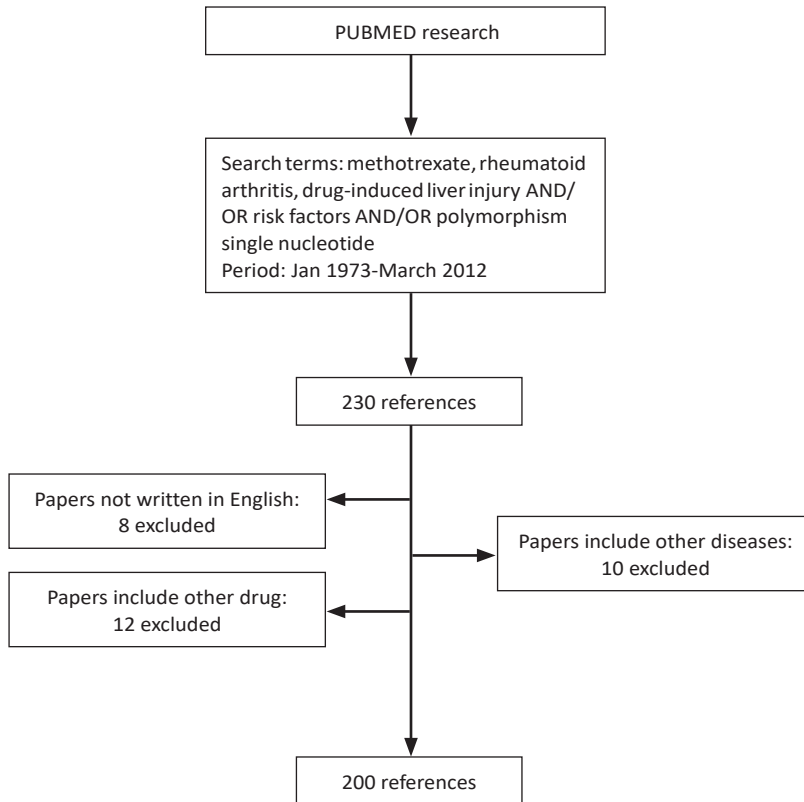 PUBMED research
Search terms: methotrexate, rheumatoid
arthritis, drug-induced liver injury AND/
OR risk factors AND/OR polymorphism
single nucleotide
Period: Jan 1973-March 2012
230 references
Papers not written in English:
8 excluded
Papers include other diseases:
10 excluded
Papers include other drug:
12 excluded
200 references